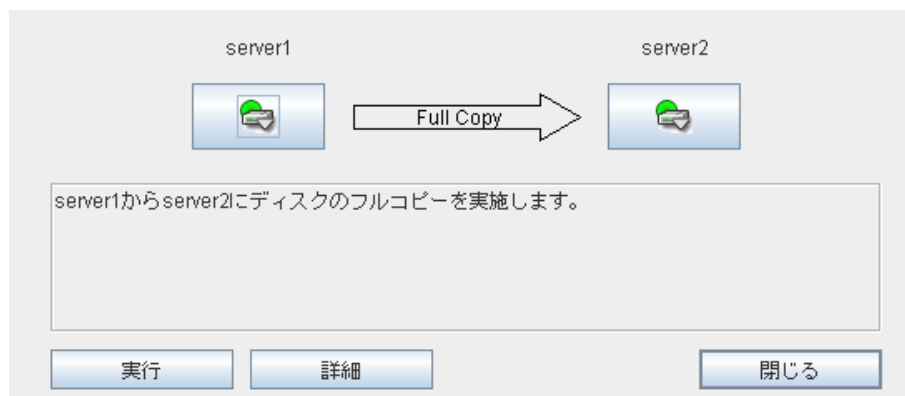 server1
server2
Full Copy
server1からserver2にディスクのフルコピーを実施します。
実行
詳細
閉じる